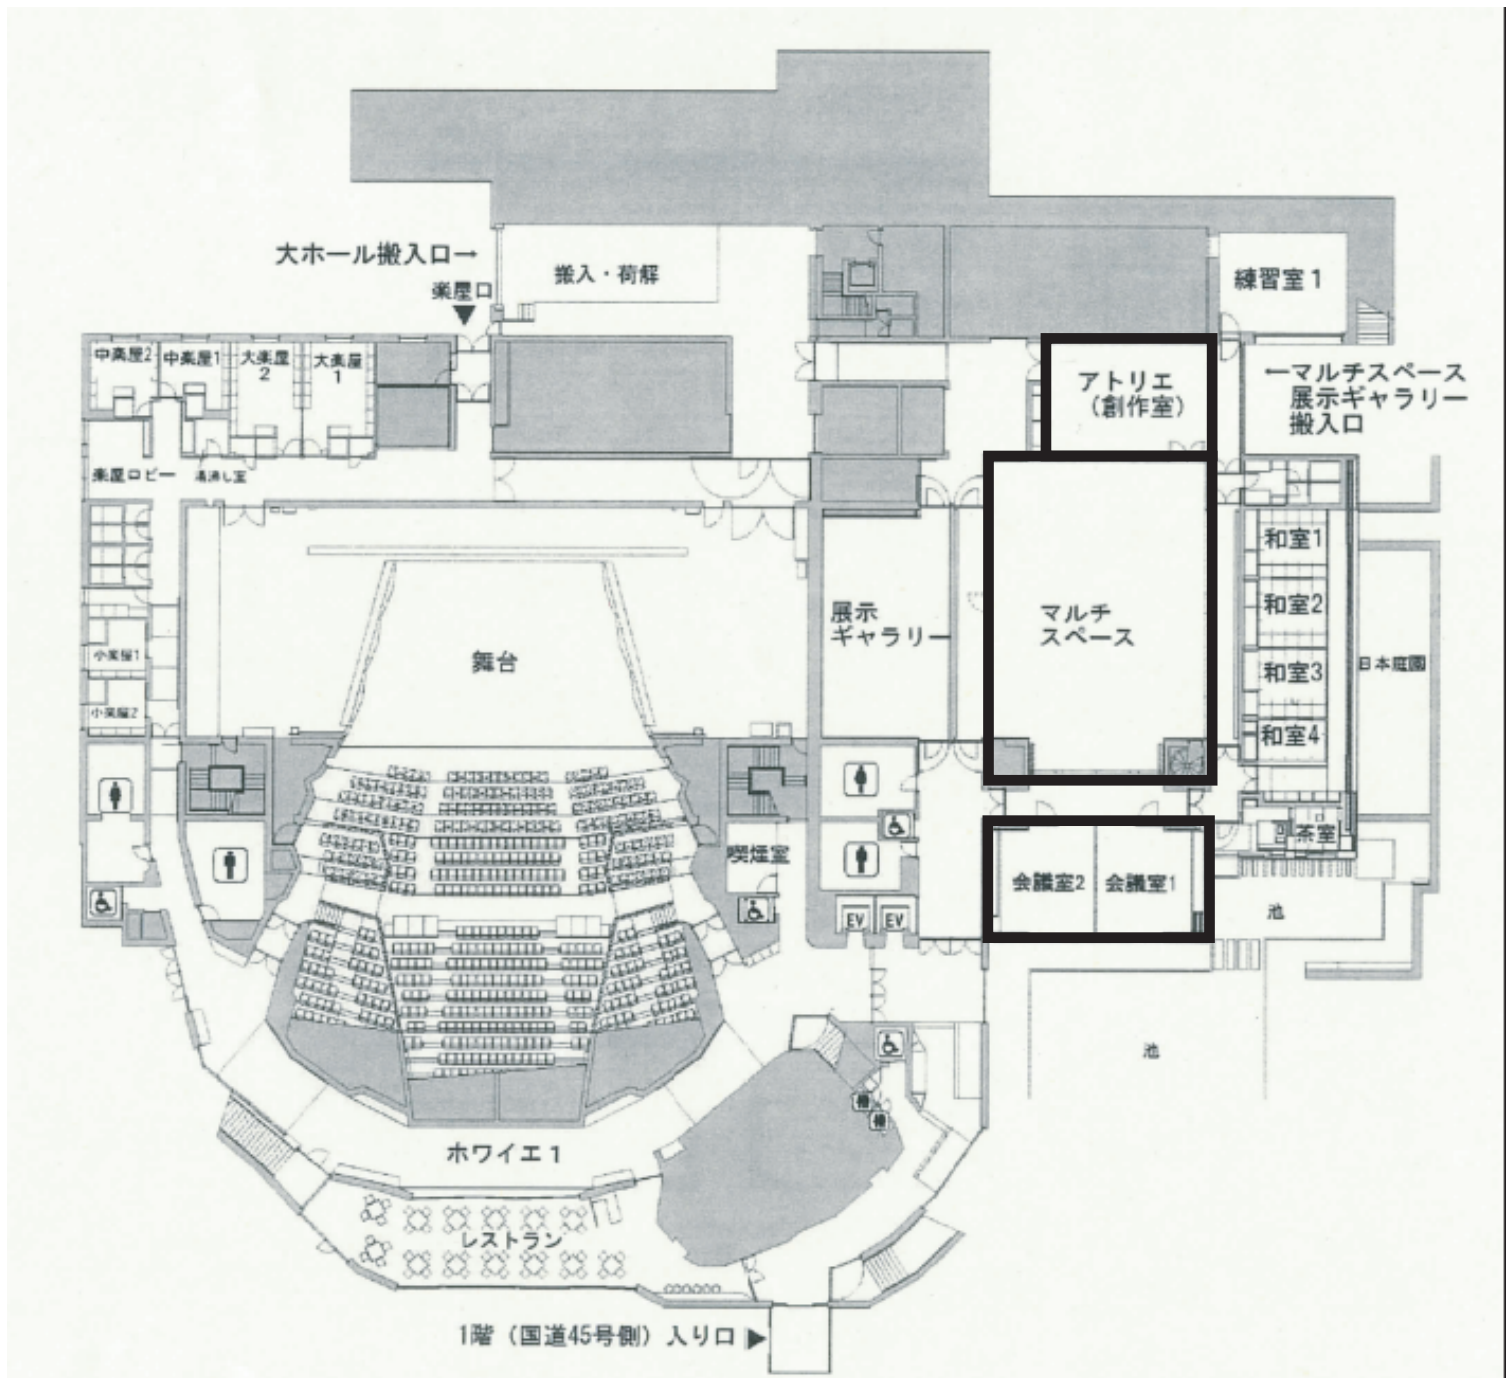 大ホール搬入口→
楽屋口
▼
搬入・荷解
練習室1
中楽屋2
中楽屋1
大楽屋
2
大楽屋
1
アトリエ
(創作室)
←マルチスペース
展示ギャラリー
搬入口
楽屋ロビー
湯沸し室
和室1
和室2
和室3
和室4
日本庭園
展示
ギャラリー
マルチ
スペース
舞台
小楽屋1
小楽屋2
喫煙室
茶室
会議室2
会議室1
EV
EV
池
池
ホワイエ1
レストラン
1階(国道45号側)入り口▶